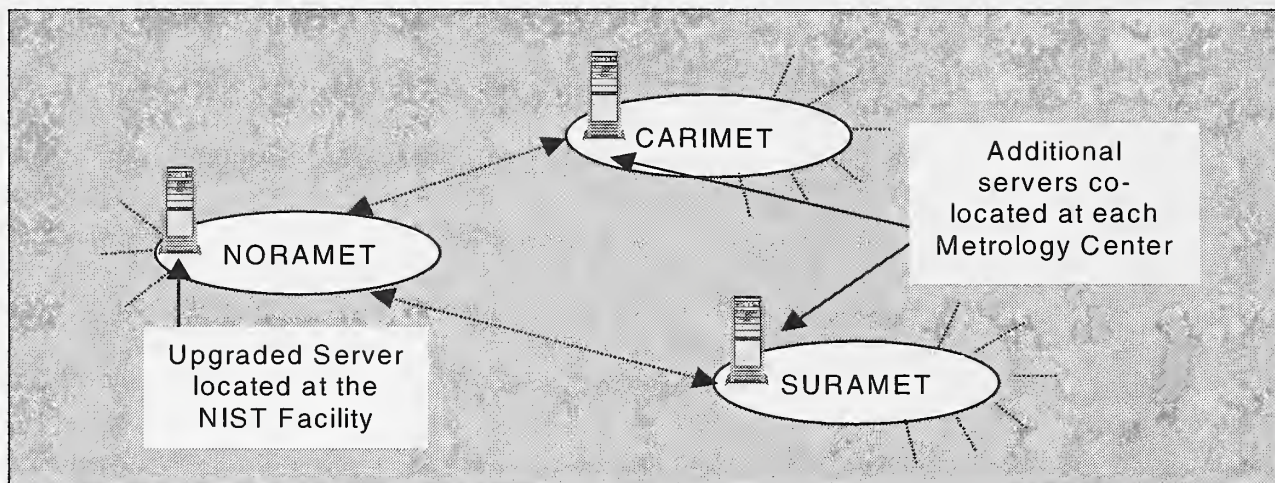 CARIMET
Additional
servers co-
located at each
Metrology Center
NORAMET
Upgraded Server
located at the
NIST Facility
SURAMET